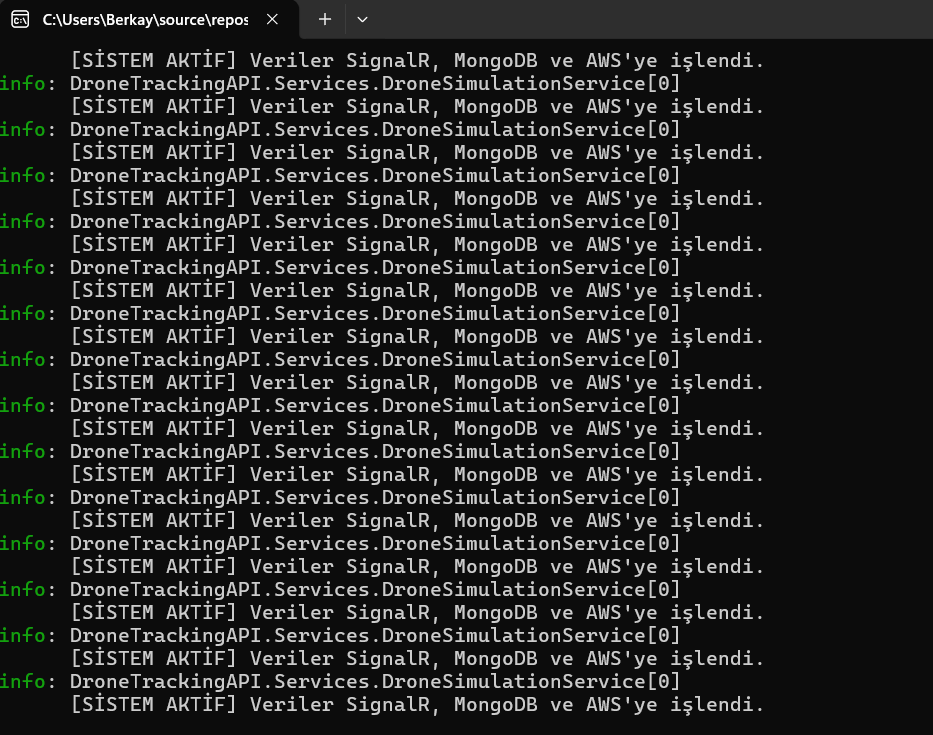 C:\Users\Berkay\source\repos
[SİSTEM AKTİF] Veriler SignalR, MongoDB ve AWS'ye işlendi.
info: DroneTrackingAPI.Services.DroneSimulationService[0]
[SİSTEM AKTİF] Veriler SignalR, MongoDB ve AWS'ye işlendi.
info: DroneTrackingAPI.Services.DroneSimulationService[0]
[SİSTEM AKTİF] Veriler SignalR, MongoDB ve AWS'ye işlendi.
info: DroneTrackingAPI.Services.DroneSimulationService[0]
[SİSTEM AKTİF] Veriler SignalR, MongoDB ve AWS'ye işlendi.
info: DroneTrackingAPI.Services.DroneSimulationService[0]
[SİSTEM AKTİF] Veriler SignalR, MongoDB ve AWS'ye işlendi.
info: DroneTrackingAPI.Services.DroneSimulationService[0]
[SİSTEM AKTİF] Veriler SignalR, MongoDB ve AWS'ye işlendi.
info: DroneTrackingAPI.Services.DroneSimulationService[0]
[SİSTEM AKTİF] Veriler SignalR, MongoDB ve AWS'ye işlendi.
info: DroneTrackingAPI.Services.DroneSimulationService[0]
[SİSTEM AKTİF] Veriler SignalR, MongoDB ve AWS'ye işlendi.
info: DroneTrackingAPI.Services.DroneSimulationService[0]
[SİSTEM AKTİF] Veriler SignalR, MongoDB ve AWS'ye işlendi.
info: DroneTrackingAPI.Services.DroneSimulationService[0]
[SİSTEM AKTİF] Veriler SignalR, MongoDB ve AWS'ye işlendi.
info: DroneTrackingAPI.Services.DroneSimulationService[0]
[SİSTEM AKTİF] Veriler SignalR, MongoDB ve AWS'ye işlendi.
info: DroneTrackingAPI.Services.DroneSimulationService[0]
[SİSTEM AKTİF] Veriler SignalR, MongoDB ve AWS'ye işlendi.
info: DroneTrackingAPI.Services.DroneSimulationService[0]
[SİSTEM AKTİF] Veriler SignalR, MongoDB ve AWS'ye işlendi.
info: DroneTrackingAPI.Services.DroneSimulationService[0]
[SİSTEM AKTİF] Veriler SignalR, MongoDB ve AWS'ye işlendi.
info: DroneTrackingAPI.Services.DroneSimulationService[0]
[SİSTEM AKTİF] Veriler SignalR, MongoDB ve AWS'ye işlendi.